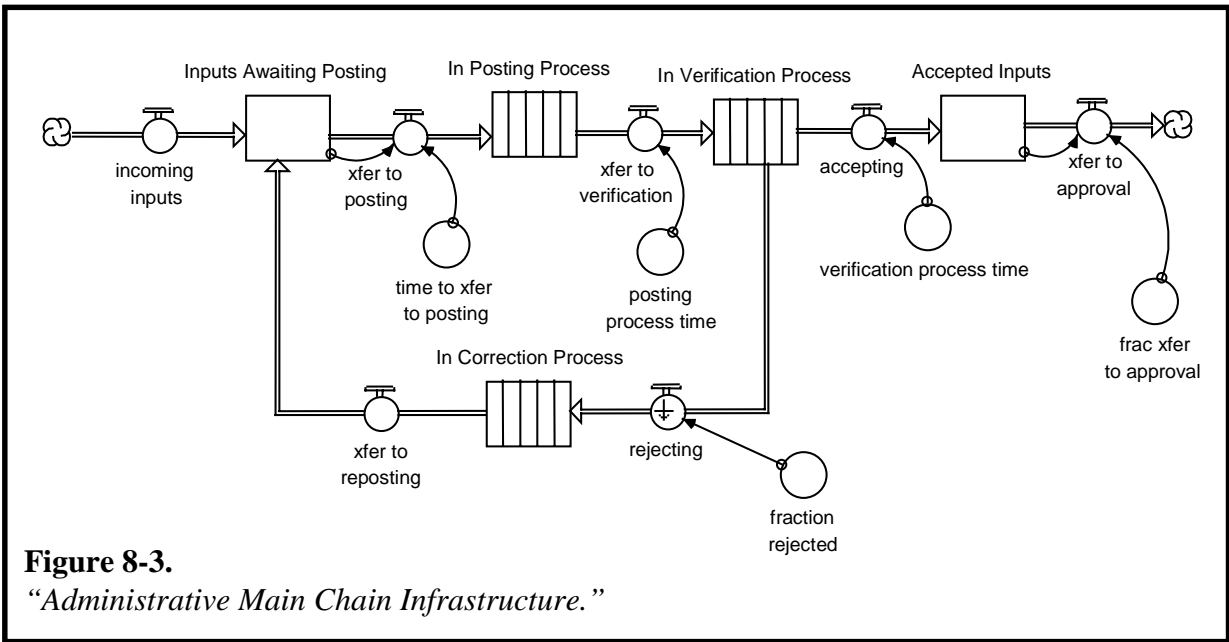 Inputs Awaiting Posting
In Posting Process
In Verification Process
Accepted Inputs
incoming
inputs
xfer to
posting
xfer to
verification
accepting
xfer to
approval
time to xfer
to posting
posting
process time
verification process time
frac xfer
to approval
In Correction Process
xfer to
reposting
rejecting
fraction
rejected
Figure 8-3.
“Administrative Main Chain Infrastructure.”